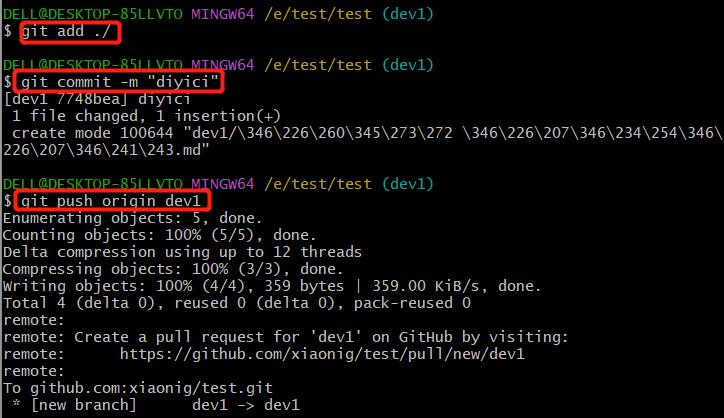 DELL@DESKTOP-85LLVTO MINGW64 /e/test/test (dev1)
$ git add ./
DELL@DESKTOP-85LLVTO MINGW64 /e/test/test (dev1)
$ git commit -m "diyici"
[dev1 7748bea] diyici
 1 file changed, 1 insertion(+)
 create mode 100644 "dev1/\346\226\260\345\273\272 \346\226\207\346\234\254\346\
226\207\346\241\243.md"
DELL@DESKTOP-85LLVTO MINGW64 /e/test/test (dev1)
$ git push origin dev1
Enumerating objects: 5, done.
Counting objects: 100% (5/5), done.
Delta compression using up to 12 threads
Compressing objects: 100% (3/3), done.
Writing objects: 100% (4/4), 359 bytes | 359.00 KiB/s, done.
Total 4 (delta 0), reused 0 (delta 0), pack-reused 0
remote:
remote: Create a pull request for 'dev1' on GitHub by visiting:
remote:      https://github.com/xiaonig/test/pull/new/dev1
remote:
To github.com:xiaonig/test.git
 * [new branch]      dev1 -> dev1